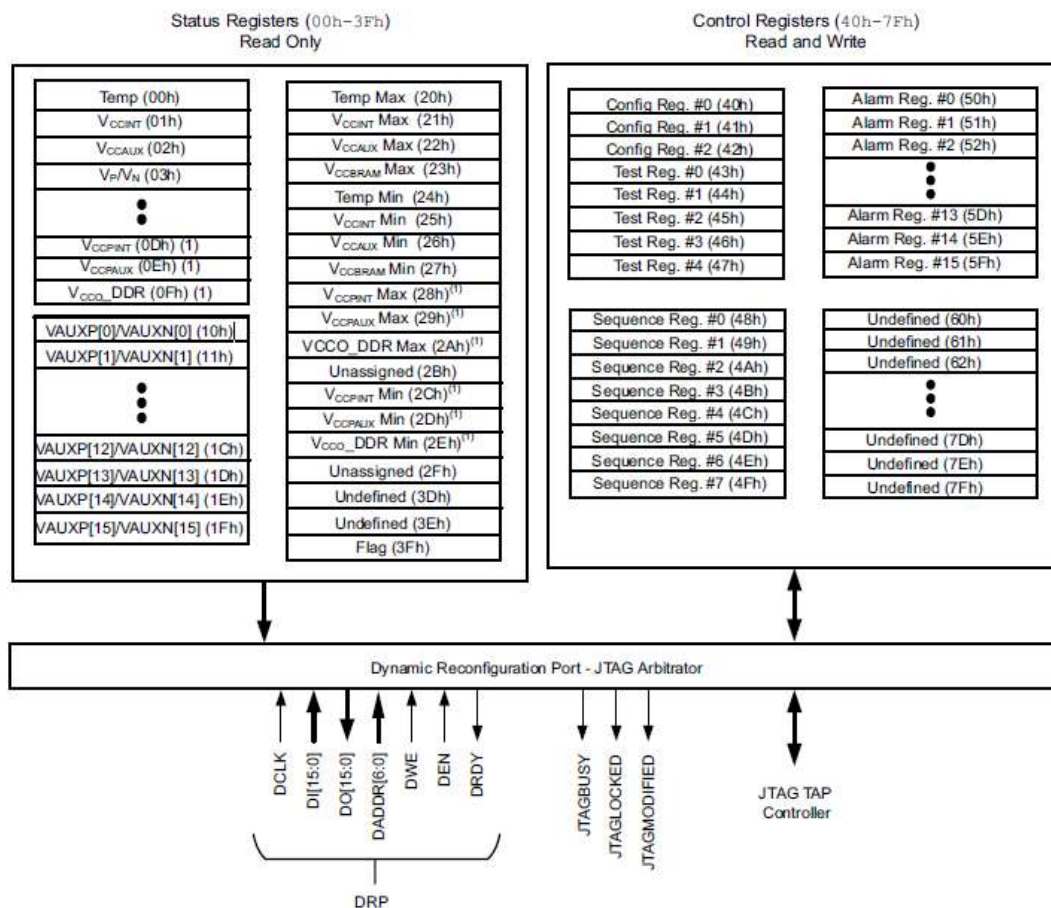 Status Registers (00h–3Fh)
Read Only
Control Registers (40h–7Fh)
Read and Write
Temp (00h)
VCCINT (01h)
VCCAUX (02h)
VP/VN (03h)
VCCPINT (0Dh) (1)
VCCPAUX (0Eh) (1)
VCCO_DDR (0Fh) (1)
VAUXP[0]/VAUXN[0] (10h)
VAUXP[1]/VAUXN[1] (11h)
VAUXP[12]/VAUXN[12] (1Ch)
VAUXP[13]/VAUXN[13] (1Dh)
VAUXP[14]/VAUXN[14] (1Eh)
VAUXP[15]/VAUXN[15] (1Fh)
Temp Max (20h)
VCCINT Max (21h)
VCCAUX Max (22h)
VCCBRAM Max (23h)
Temp Min (24h)
VCCINT Min (25h)
VCCAUX Min (26h)
VCCBRAM Min (27h)
VCCPINT Max (28h)(1)
VCCPAUX Max (29h)(1)
VCCO_DDR Max (2Ah)(1)
Unassigned (2Bh)
VCCPINT Min (2Ch)(1)
VCCPAUX Min (2Dh)(1)
VCCO_DDR Min (2Eh)(1)
Unassigned (2Fh)
Undefined (3Dh)
Undefined (3Eh)
Flag (3Fh)
Config Reg. #0 (40h)
Config Reg. #1 (41h)
Config Reg. #2 (42h)
Test Reg. #0 (43h)
Test Reg. #1 (44h)
Test Reg. #2 (45h)
Test Reg. #3 (46h)
Test Reg. #4 (47h)
Sequence Reg. #0 (48h)
Sequence Reg. #1 (49h)
Sequence Reg. #2 (4Ah)
Sequence Reg. #3 (4Bh)
Sequence Reg. #4 (4Ch)
Sequence Reg. #5 (4Dh)
Sequence Reg. #6 (4Eh)
Sequence Reg. #7 (4Fh)
Alarm Reg. #0 (50h)
Alarm Reg. #1 (51h)
Alarm Reg. #2 (52h)
Alarm Reg. #13 (5Dh)
Alarm Reg. #14 (5Eh)
Alarm Reg. #15 (5Fh)
Undefined (60h)
Undefined (61h)
Undefined (62h)
Undefined (7Dh)
Undefined (7Eh)
Undefined (7Fh)
Dynamic Reconfiguration Port - JTAG Arbitrator
DCLK
DI[15:0]
DO[15:0]
DADDR[6:0]
DWE
DEN
DRDY
JTAGBUSY
JTAGLOCKED
JTAGMODIFIED
JTAG TAP
Controller
DRP